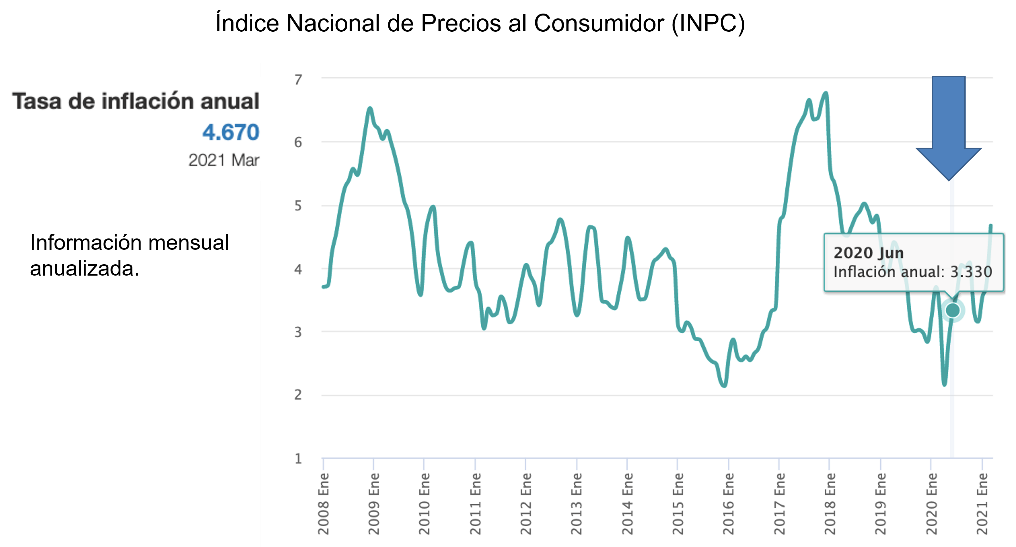 Índice Nacional de Precios al Consumidor (INPC)
Tasa de inflación anual
4.670
2021 Mar
Información mensual
anualizada.
7
6
5
4
3
2
1
2020 Jun
Inflación anual: 3.330
2008 Ene
2009 Ene
2010 Ene
2011 Ene
2012 Ene
2013 Ene
2014 Ene
2015 Ene
2016 Ene
2017 Ene
2018 Ene
2019 Ene
2020 Ene
2021 Ene